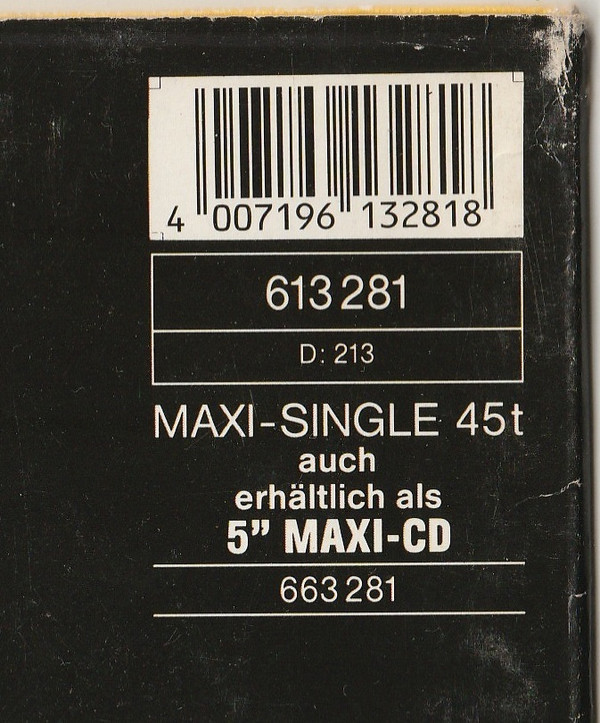 4 007196 132818
613 281
D: 213
MAXI-SINGLE 45t
auch
erhältlich als
5” MAXI-CD
663 281